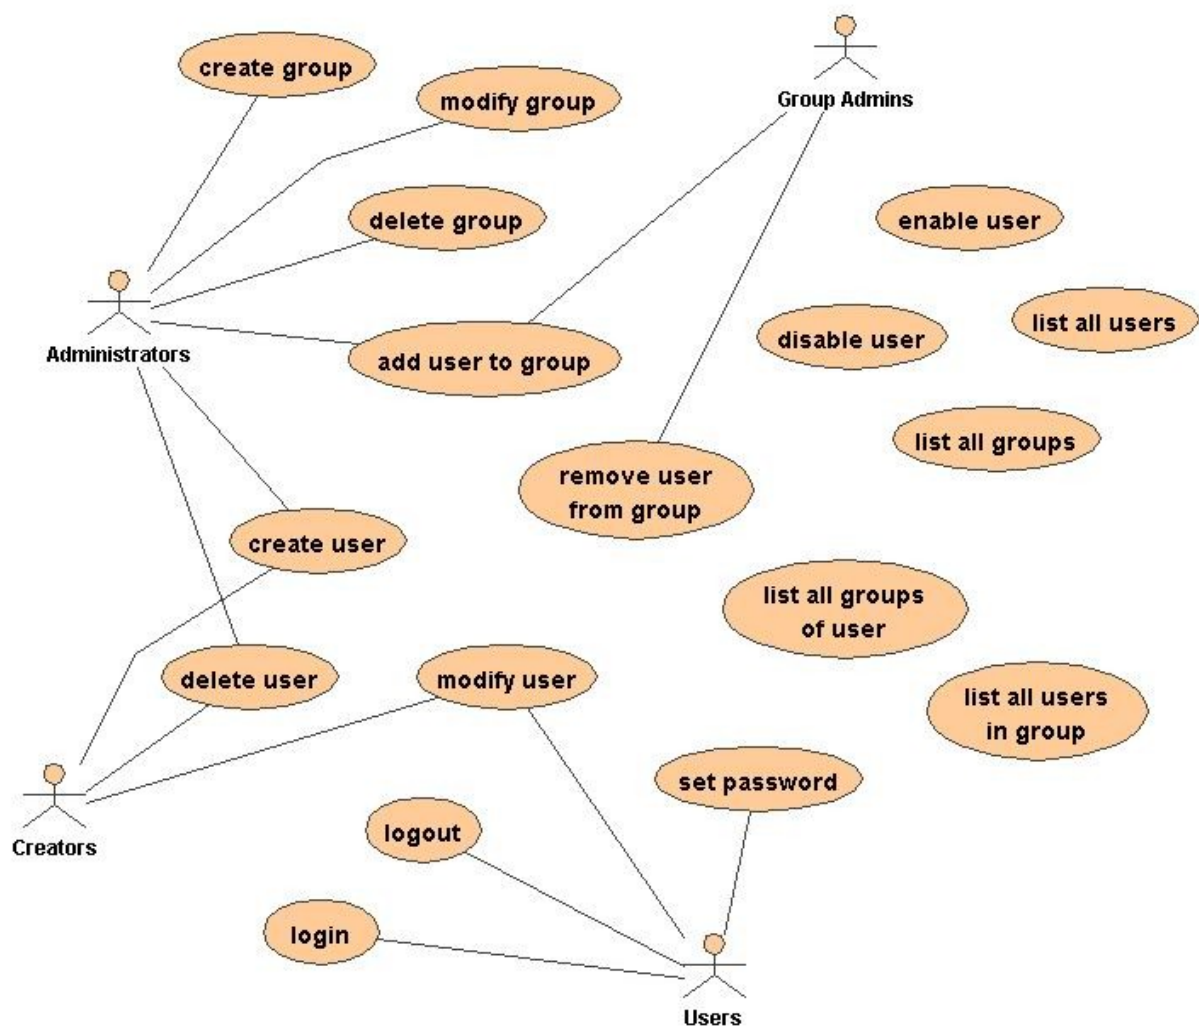 create group
modify group
Group Admins
delete group
enable user
list all users
disable user
Administrators
add user to group
list all groups
remove user
from group
create user
list all groups
of user
delete user
modify user
list all users
in group
set password
logout
Creators
login
Users